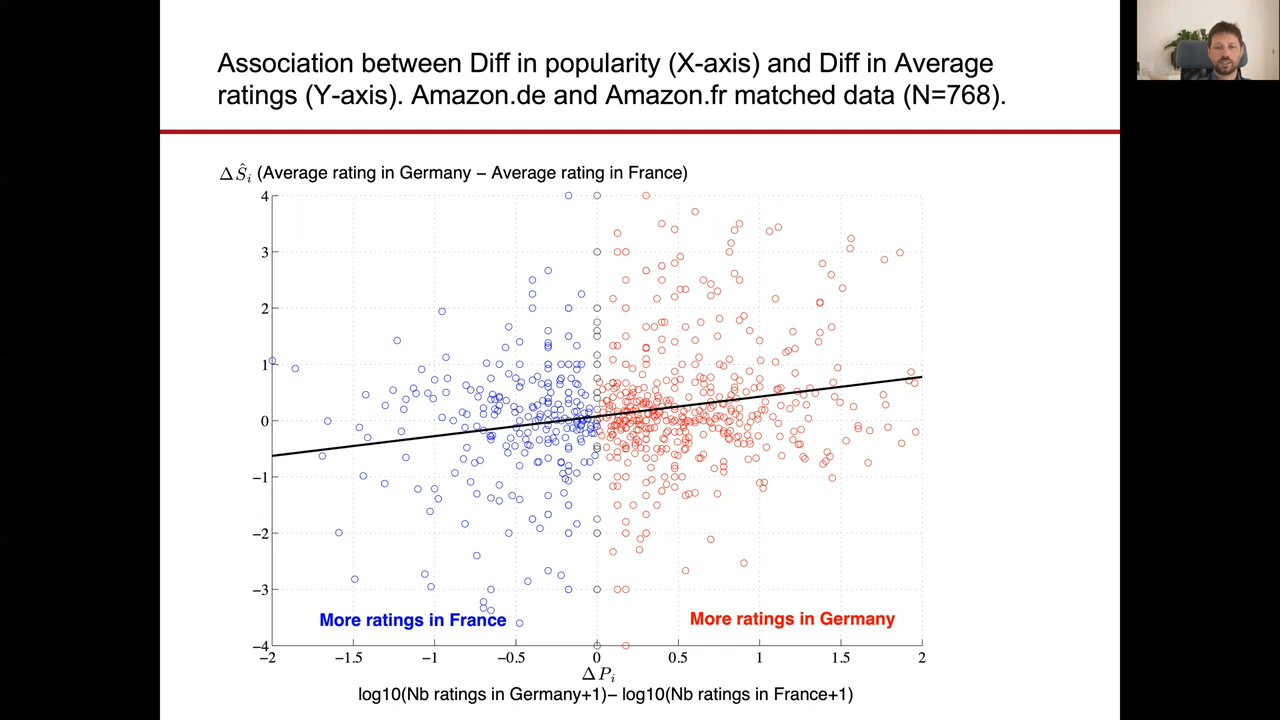 Association between Diff in popularity (X-axis) and Diff in Average
ratings (Y-axis). Amazon.de and Amazon.fr matched data (N=768).
Δ Ŝᵢ (Average rating in Germany − Average rating in France)
4
3
2
1
0
−1
−2
−3
−4
More ratings in France
More ratings in Germany
−2 −1.5 −1 −0.5 0 0.5 1 1.5 2
Δ Pᵢ
log10(Nb ratings in Germany+1)− log10(Nb ratings in France+1)